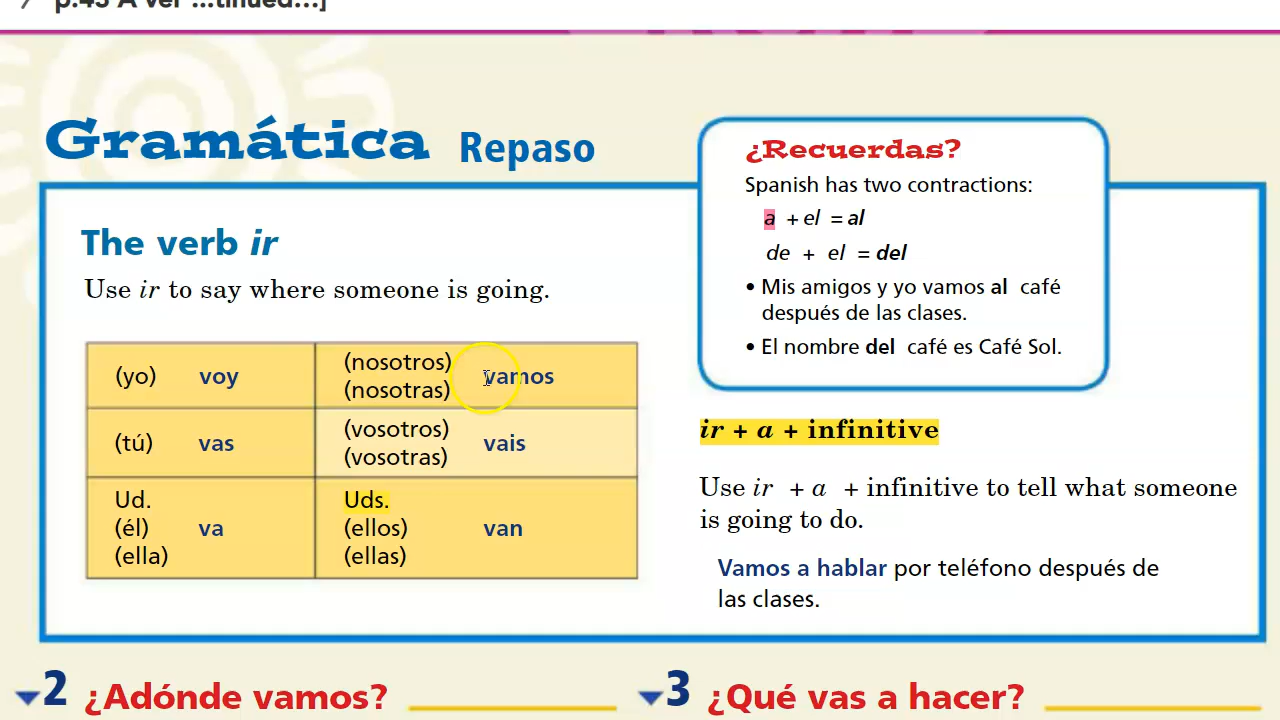 p.45 A ver ...tinued...]
Gramática Repaso
The verb ir
Use ir to say where someone is going.
(yo) voy
(nosotros)
(nosotras) vamos
(tú) vas
(vosotros)
(vosotras) vais
Ud.
(él) va
(ella)
Uds.
(ellos) van
(ellas)
¿Recuerdas?
Spanish has two contractions:
a + el = al
de + el = del
• Mis amigos y yo vamos al café
después de las clases.
• El nombre del café es Café Sol.
ir + a + infinitive
Use ir + a + infinitive to tell what someone
is going to do.
Vamos a hablar por teléfono después de
las clases.
2 ¿Adónde vamos?
3 ¿Qué vas a hacer?